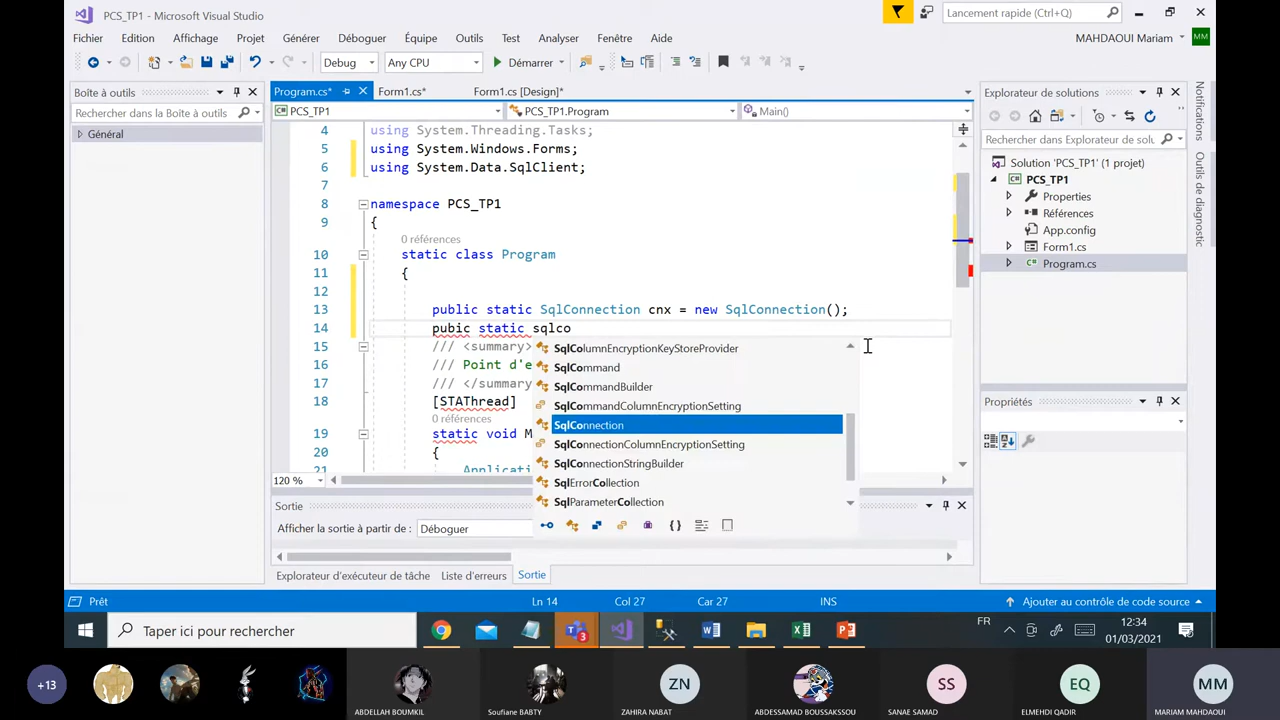 PCS_TP1 - Microsoft Visual Studio
Lancement rapide (Ctrl+Q)
Fichier Edition Affichage Projet Générer Déboguer Équipe Outils Test Analyser Fenêtre Aide
MAHDAOUI Mariam MM
Debug Any CPU Démarrer
Boîte à outils
Rechercher dans la Boîte à outils
Général
Program.cs* Form1.cs* Form1.cs [Design]*
PCS_TP1 PCS_TP1.Program Main()
4 using System.Threading.Tasks;
5 using System.Windows.Forms;
6 using System.Data.SqlClient;
7
8 namespace PCS_TP1
9 {
0 références
10 static class Program
11 {
12
13 public static SqlConnection cnx = new SqlConnection();
14 pubic static sqlco
15 /// <summary>
16 /// Point d'e
17 /// </summary
18 [STAThread]
0 références
19 static void M
20 {
21 Applicati
SqlColumnEncryptionKeyStoreProvider
SqlCommand
SqlCommandBuilder
SqlCommandColumnEncryptionSetting
SqlConnection
SqlConnectionColumnEncryptionSetting
SqlConnectionStringBuilder
SqlErrorCollection
SqlParameterCollection
120 %
Sortie
Afficher la sortie à partir de : Déboguer
Explorateur d'exécuteur de tâche Liste d'erreurs Sortie
Explorateur de solutions
Rechercher dans Explorateur de sol
Solution 'PCS_TP1' (1 projet)
PCS_TP1
Properties
Références
App.config
Form1.cs
Program.cs
Propriétés
Notifications
Outils de diagnostic
Prêt Ln 14 Col 27 Car 27 INS Ajouter au contrôle de code source
Taper ici pour rechercher
3
FR
12:34
01/03/2021
+13
ZN SS EQ MM
ABDELLAH BOUMKIL Soufiane BABTY ZAHIRA NABAT ABDESSAMAD BOUSSAKSSOU SANAE SAMAD ELMEHDI QADIR MARIAM MAHDAOUI